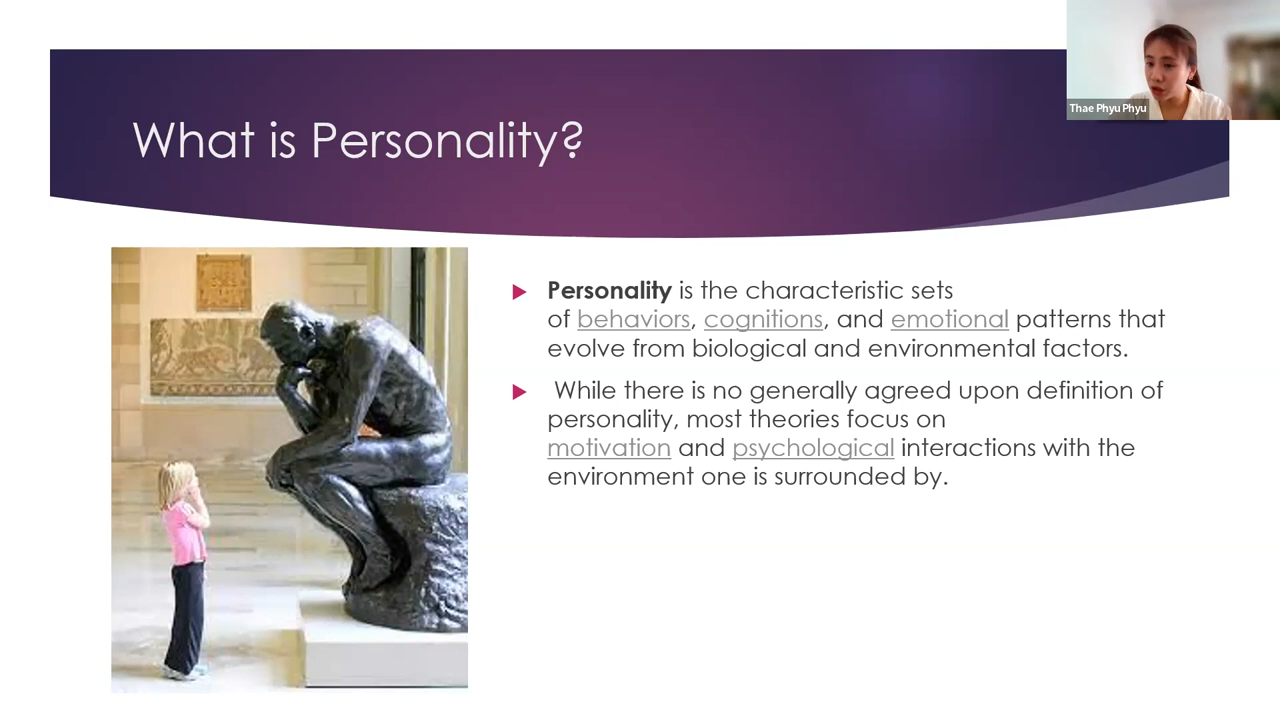 What is Personality?
Thae Phyu Phyu
Personality is the characteristic sets
of behaviors, cognitions, and emotional patterns that
evolve from biological and environmental factors.
While there is no generally agreed upon definition of
personality, most theories focus on
motivation and psychological interactions with the
environment one is surrounded by.